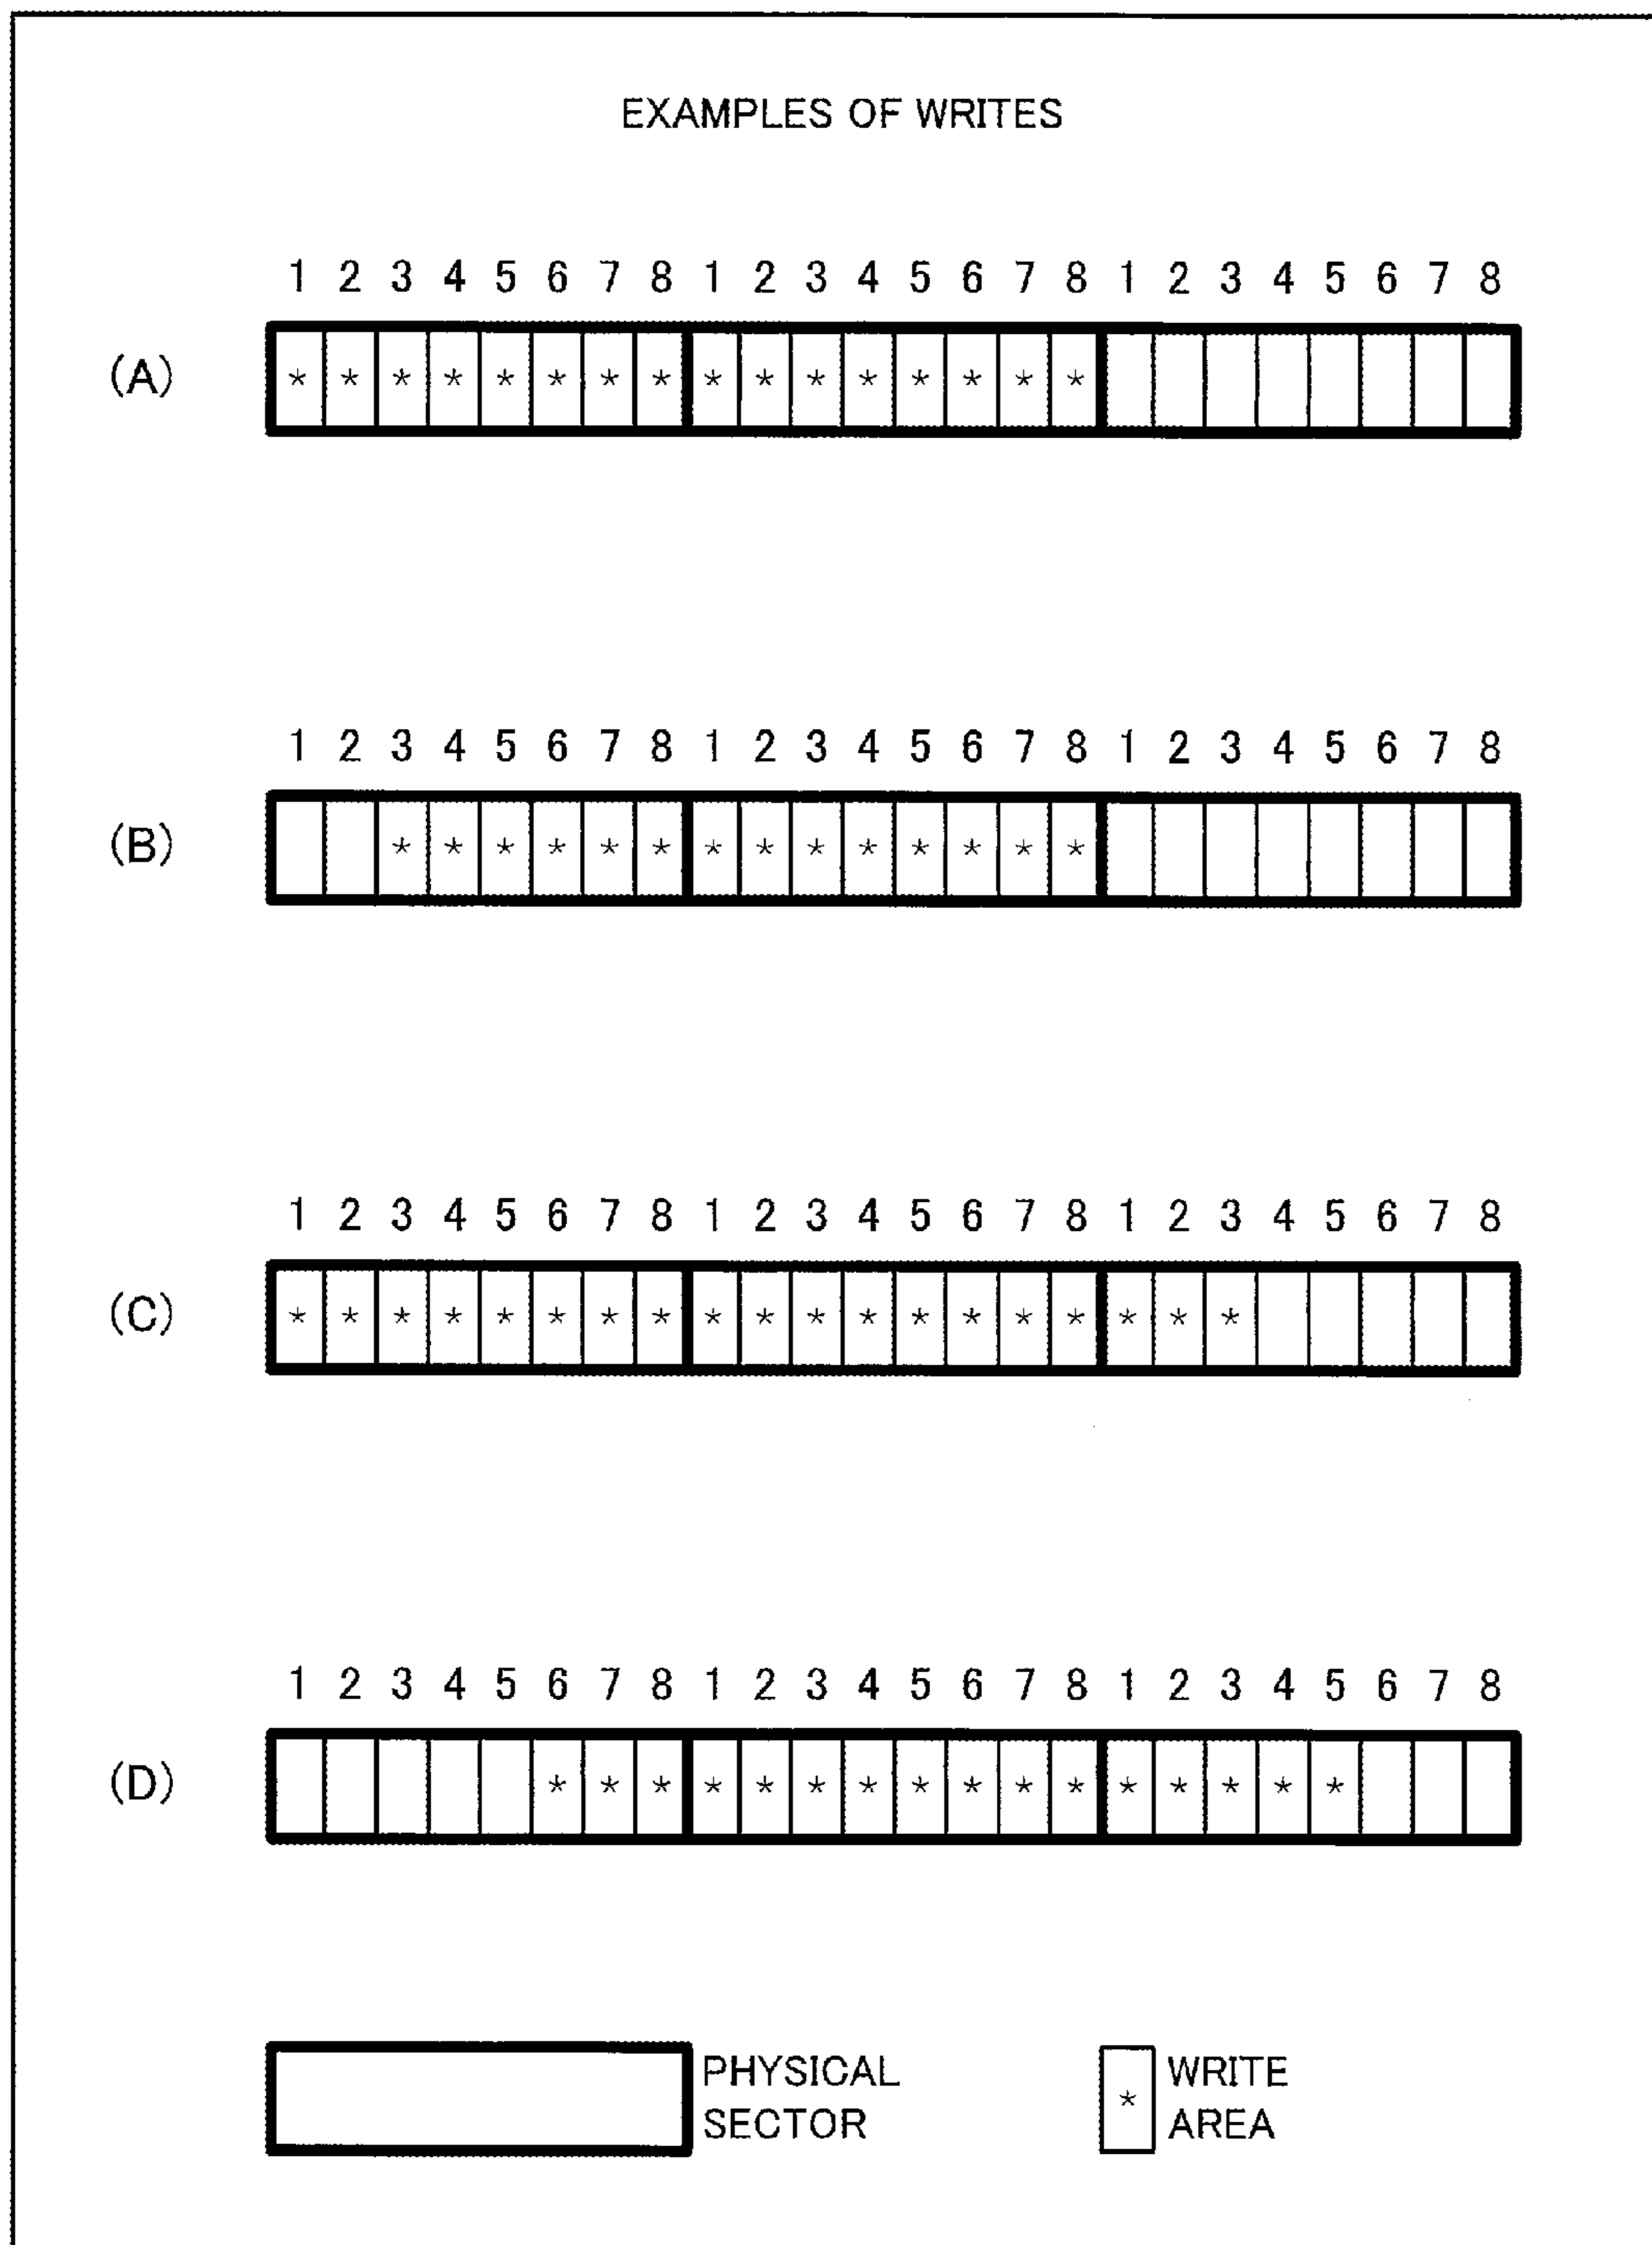 EXAMPLES OF WRITES
1 2 3 4 5 6 7 8 1 2 3 4 5 6 7 8 1 2 3 4 5 6 7 8
(A) * * * * * * * * * * * * * * * *
1 2 3 4 5 6 7 8 1 2 3 4 5 6 7 8 1 2 3 4 5 6 7 8
(B) * * * * * * * * * * * * * *
1 2 3 4 5 6 7 8 1 2 3 4 5 6 7 8 1 2 3 4 5 6 7 8
(C) * * * * * * * * * * * * * * * * * * *
1 2 3 4 5 6 7 8 1 2 3 4 5 6 7 8 1 2 3 4 5 6 7 8
(D) * * * * * * * * * * * * * * * *
PHYSICAL
SECTOR
* WRITE
AREA